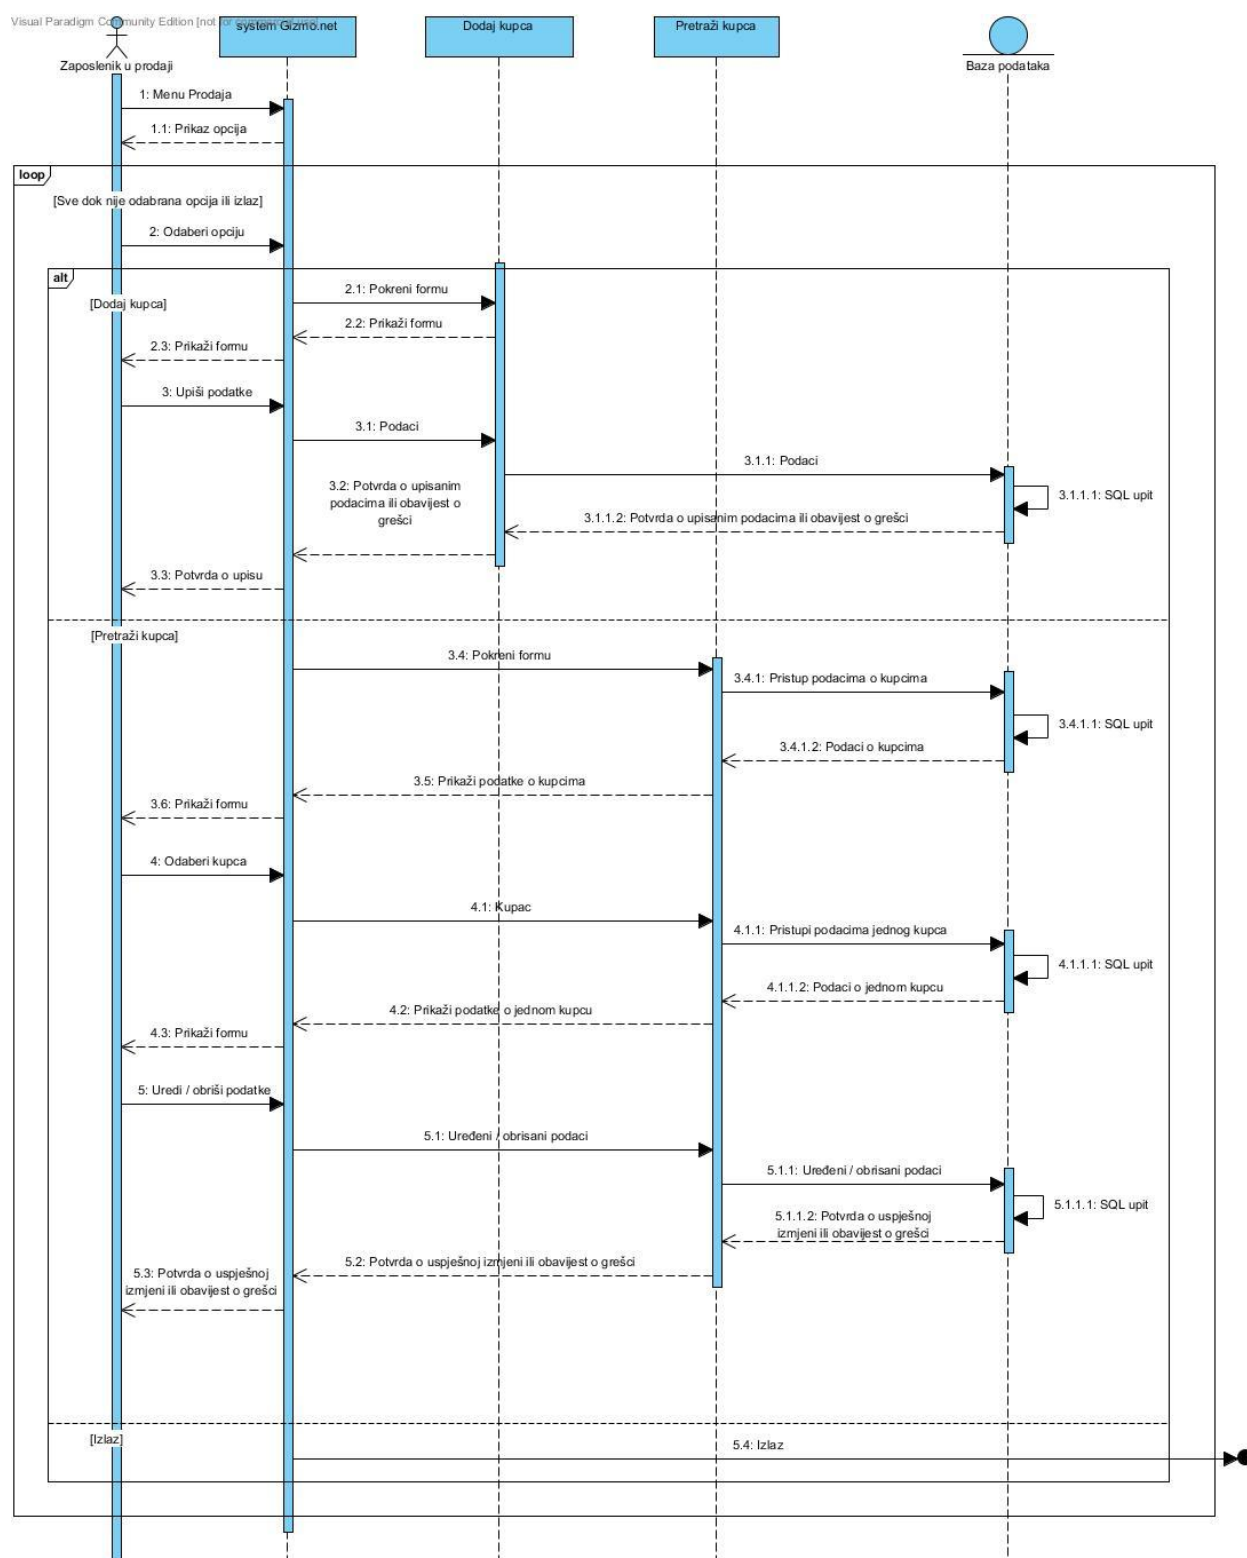 Visual Paradigm Community Edition [not for commercial use]
system Gizmo.net
Dodaj kupca
Pretraži kupca
Zaposlenik u prodaji
Baza podataka
1: Menu Prodaja
1.1: Prikaz opcija
loop
[Sve dok nije odabrana opcija ili izlaz]
2: Odaberi opciju
alt
[Dodaj kupca]
2.1: Pokreni formu
2.2: Prikaži formu
2.3: Prikaži formu
3: Upiši podatke
3.1: Podaci
3.1.1: Podaci
3.2: Potvrda o upisanim
podacima ili obavijest o
grešci
3.1.1.1: SQL upit
3.1.1.2: Potvrda o upisanim podacima ili obavijest o grešci
3.3: Potvrda o upisu
[Pretraži kupca]
3.4: Pokreni formu
3.4.1: Pristup podacima o kupcima
3.4.1.1: SQL upit
3.4.1.2: Podaci o kupcima
3.5: Prikaži podatke o kupcima
3.6: Prikaži formu
4: Odaberi kupca
4.1: Kupac
4.1.1: Pristupi podacima jednog kupca
4.1.1.1: SQL upit
4.1.1.2: Podaci o jednom kupcu
4.2: Prikaži podatke o jednom kupcu
4.3: Prikaži formu
5: Uredi / obriši podatke
5.1: Uređeni / obrisani podaci
5.1.1: Uređeni / obrisani podaci
5.1.1.1: SQL upit
5.1.1.2: Potvrda o uspješnoj
izmjeni ili obavijest o grešci
5.2: Potvrda o uspješnoj izmjeni ili obavijest o grešci
5.3: Potvrda o uspješnoj
izmjeni ili obavijest o grešci
[Izlaz]
5.4: Izlaz